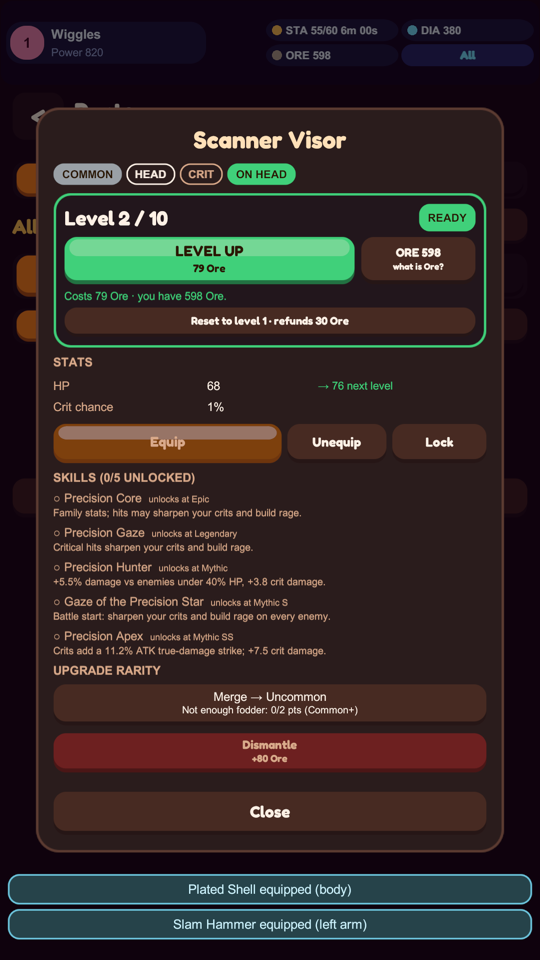 1
Wiggles
Power 820
STA 55/60 6m 00s
DIA 380
ORE 598
All
<
All
Scanner Visor
COMMON
HEAD
CRIT
ON HEAD
Level 2 / 10
READY
LEVEL UP
79 Ore
ORE 598
what is Ore?
Costs 79 Ore · you have 598 Ore.
Reset to level 1 · refunds 30 Ore
STATS
HP 68 → 76 next level
Crit chance 1%
Equip
Unequip
Lock
SKILLS (0/5 UNLOCKED)
○ Precision Core unlocks at Epic
Family stats; hits may sharpen your crits and build rage.
○ Precision Gaze unlocks at Legendary
Critical hits sharpen your crits and build rage.
○ Precision Hunter unlocks at Mythic
+5.5% damage vs enemies under 40% HP, +3.8 crit damage.
○ Gaze of the Precision Star unlocks at Mythic S
Battle start: sharpen your crits and build rage on every enemy.
○ Precision Apex unlocks at Mythic SS
Crits add a 11.2% ATK true-damage strike; +7.5 crit damage.
UPGRADE RARITY
Merge → Uncommon
Not enough fodder: 0/2 pts (Common+)
Dismantle
+80 Ore
Close
Plated Shell equipped (body)
Slam Hammer equipped (left arm)